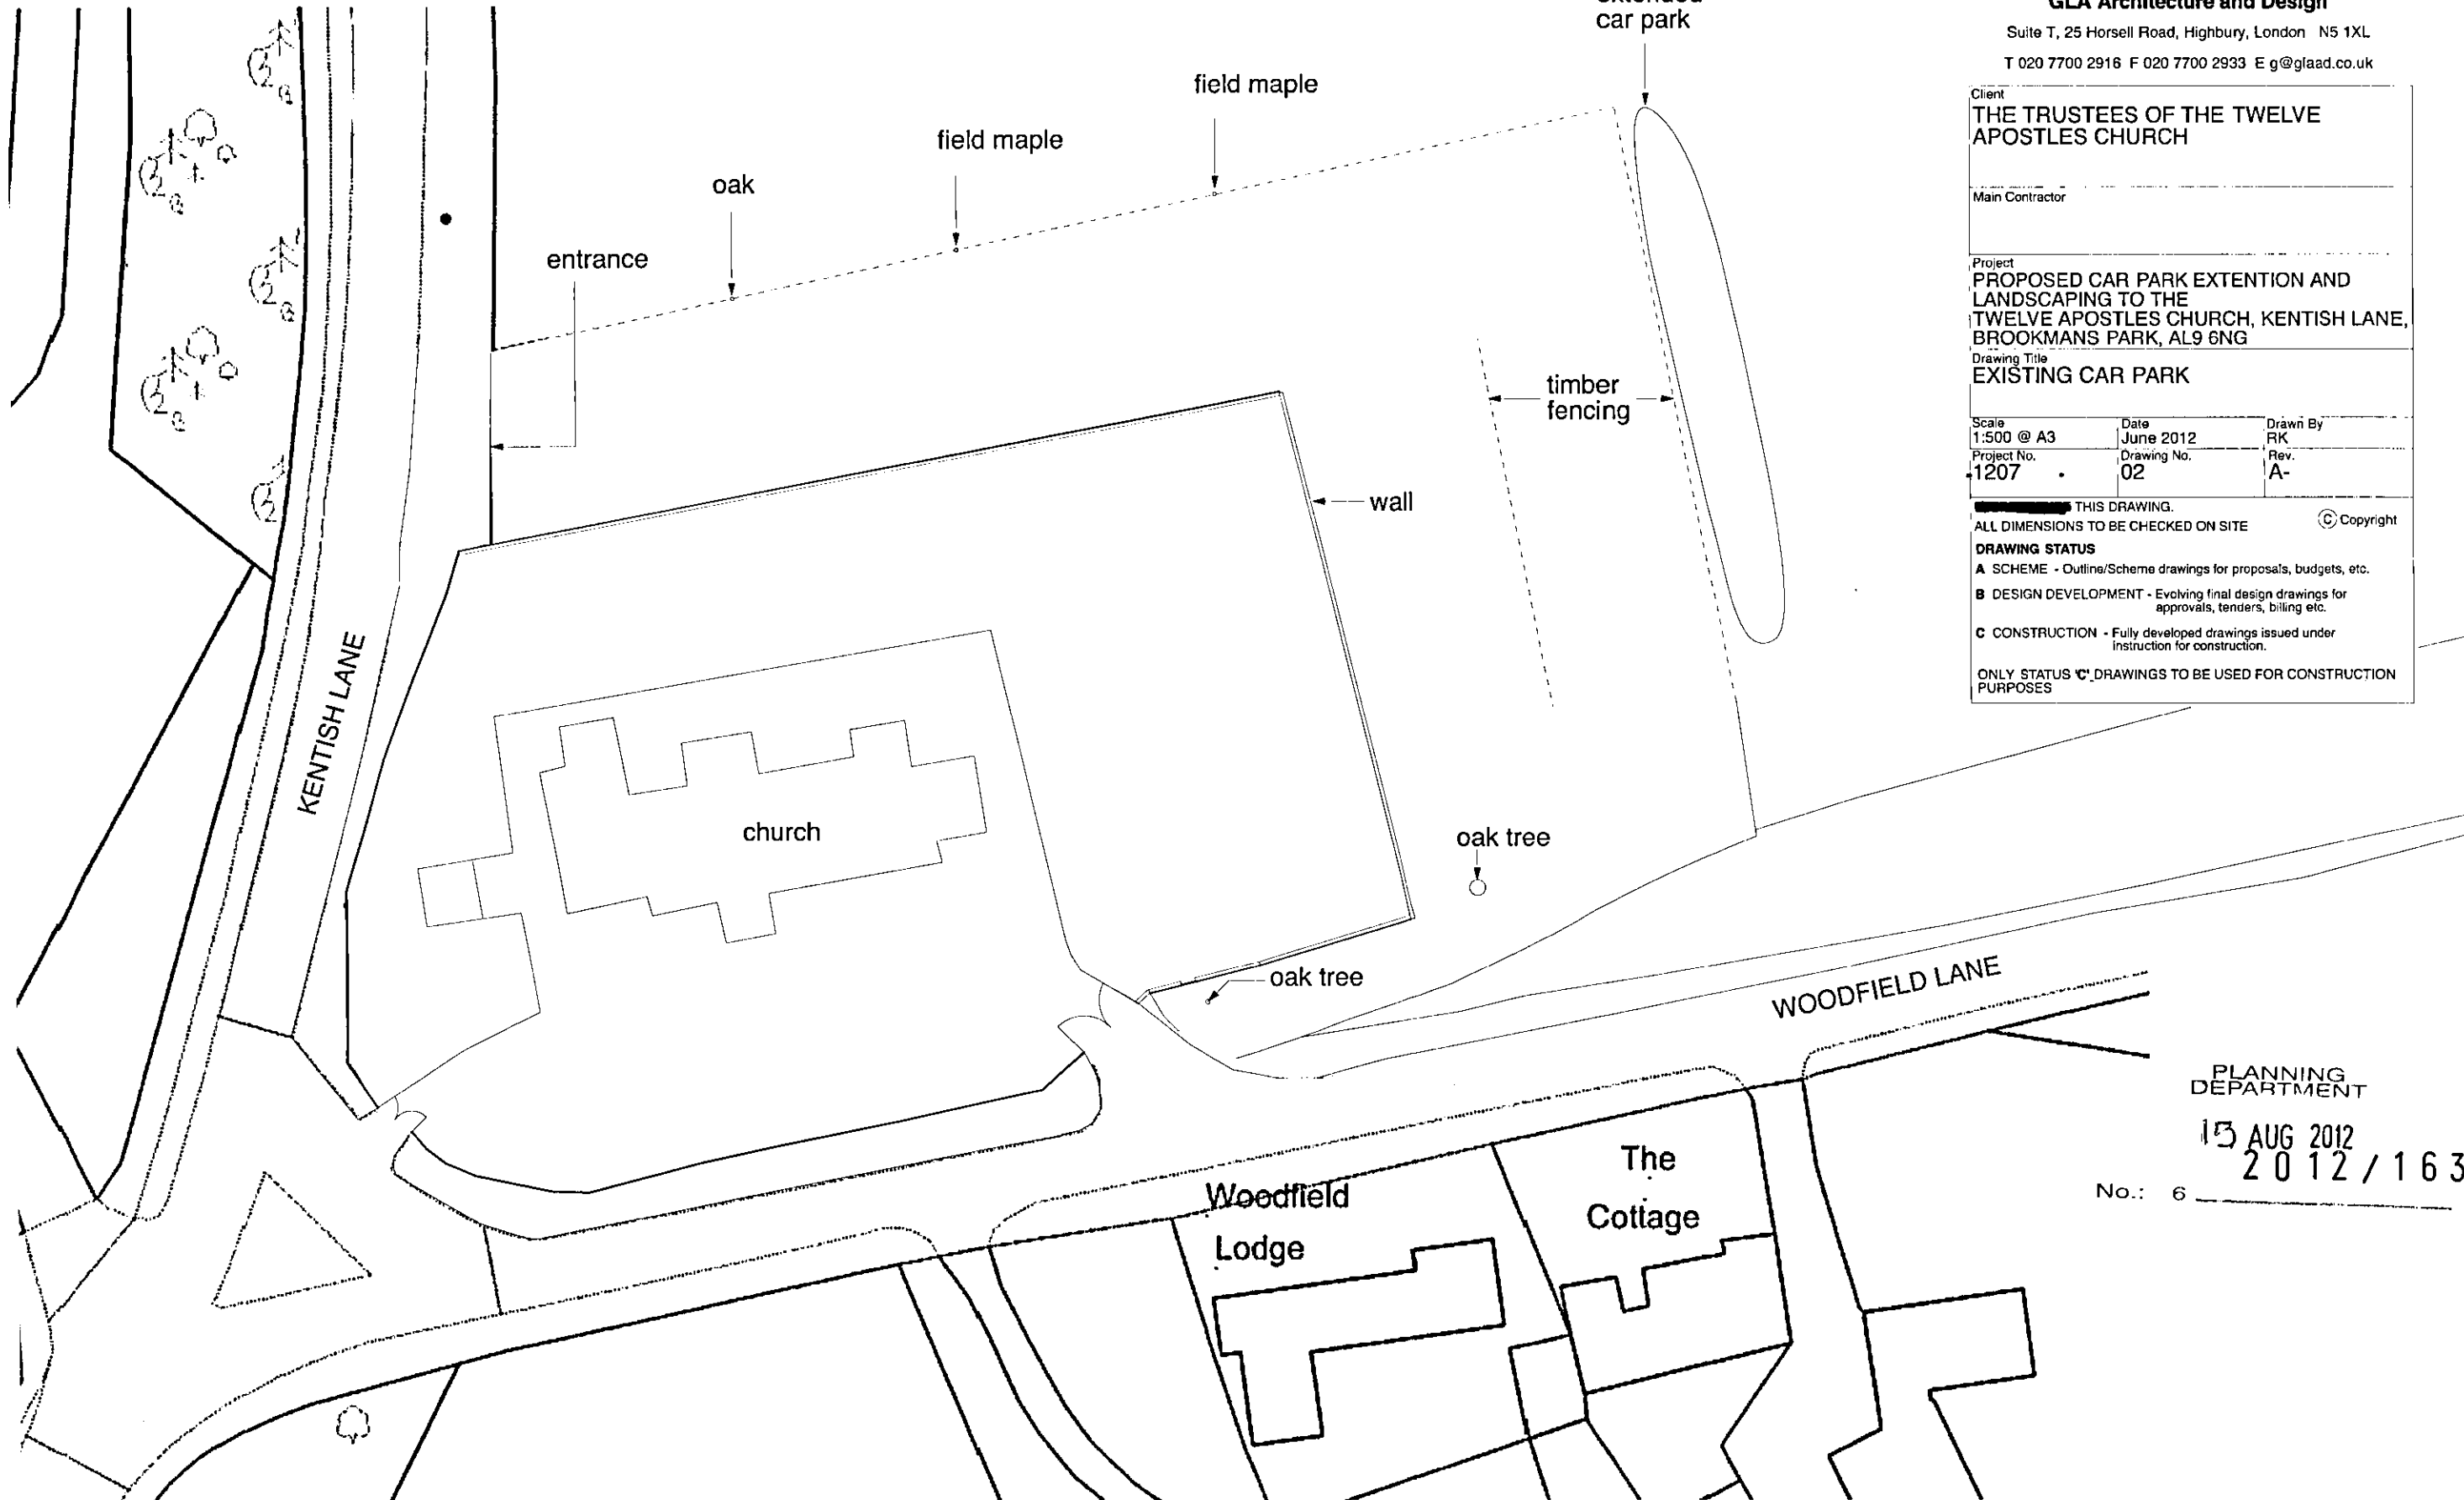 car park
field maple
field maple
oak
entrance
timber
fencing
wall
KENTISH LANE
church
oak tree
oak tree
WOODFIELD LANE
Woodfield
Lodge
The
Cottage
GLA Architecture and Design
Suite T, 25 Horsell Road, Highbury, London N5 1XL
T 020 7700 2916 F 020 7700 2933 E g@glaad.co.uk
Client
THE TRUSTEES OF THE TWELVE
APOSTLES CHURCH
Main Contractor
Project
PROPOSED CAR PARK EXTENTION AND
LANDSCAPING TO THE
TWELVE APOSTLES CHURCH, KENTISH LANE,
BROOKMANS PARK, AL9 6NG
Drawing Title
EXISTING CAR PARK
Scale Date Drawn By
1:500 @ A3 June 2012 RK
Project No. Drawing No. Rev.
1207 02 A-
THIS DRAWING.
ALL DIMENSIONS TO BE CHECKED ON SITE
© Copyright
DRAWING STATUS
A SCHEME - Outline/Scheme drawings for proposals, budgets, etc.
B DESIGN DEVELOPMENT - Evolving final design drawings for
approvals, tenders, billing etc.
C CONSTRUCTION - Fully developed drawings issued under
instruction for construction.
ONLY STATUS 'C' DRAWINGS TO BE USED FOR CONSTRUCTION
PURPOSES
PLANNING
DEPARTMENT
AUG 2012
2012/163
No.: 6